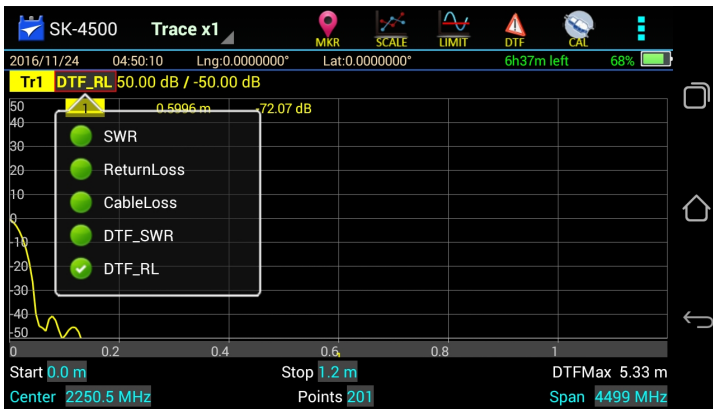 SK-4500 Trace x1 MKR SCALE LIMIT DTF CAL
2016/11/24 04:50:10 Lng:0.0000000° Lat:0.0000000° 6h37m left 68%
Tr1 DTF_RL 50.00 dB / -50.00 dB
50 1 0.5996 m -72.07 dB
40
SWR
30
20 ReturnLoss
10 CableLoss
0
DTF_SWR
-10
-20 DTF_RL
-30
-40
-50
0 0.2 0.4 0.6 0.8 1
Start 0.0 m Stop 1.2 m DTFMax 5.33 m
Center 2250.5 MHz Points 201 Span 4499 MHz